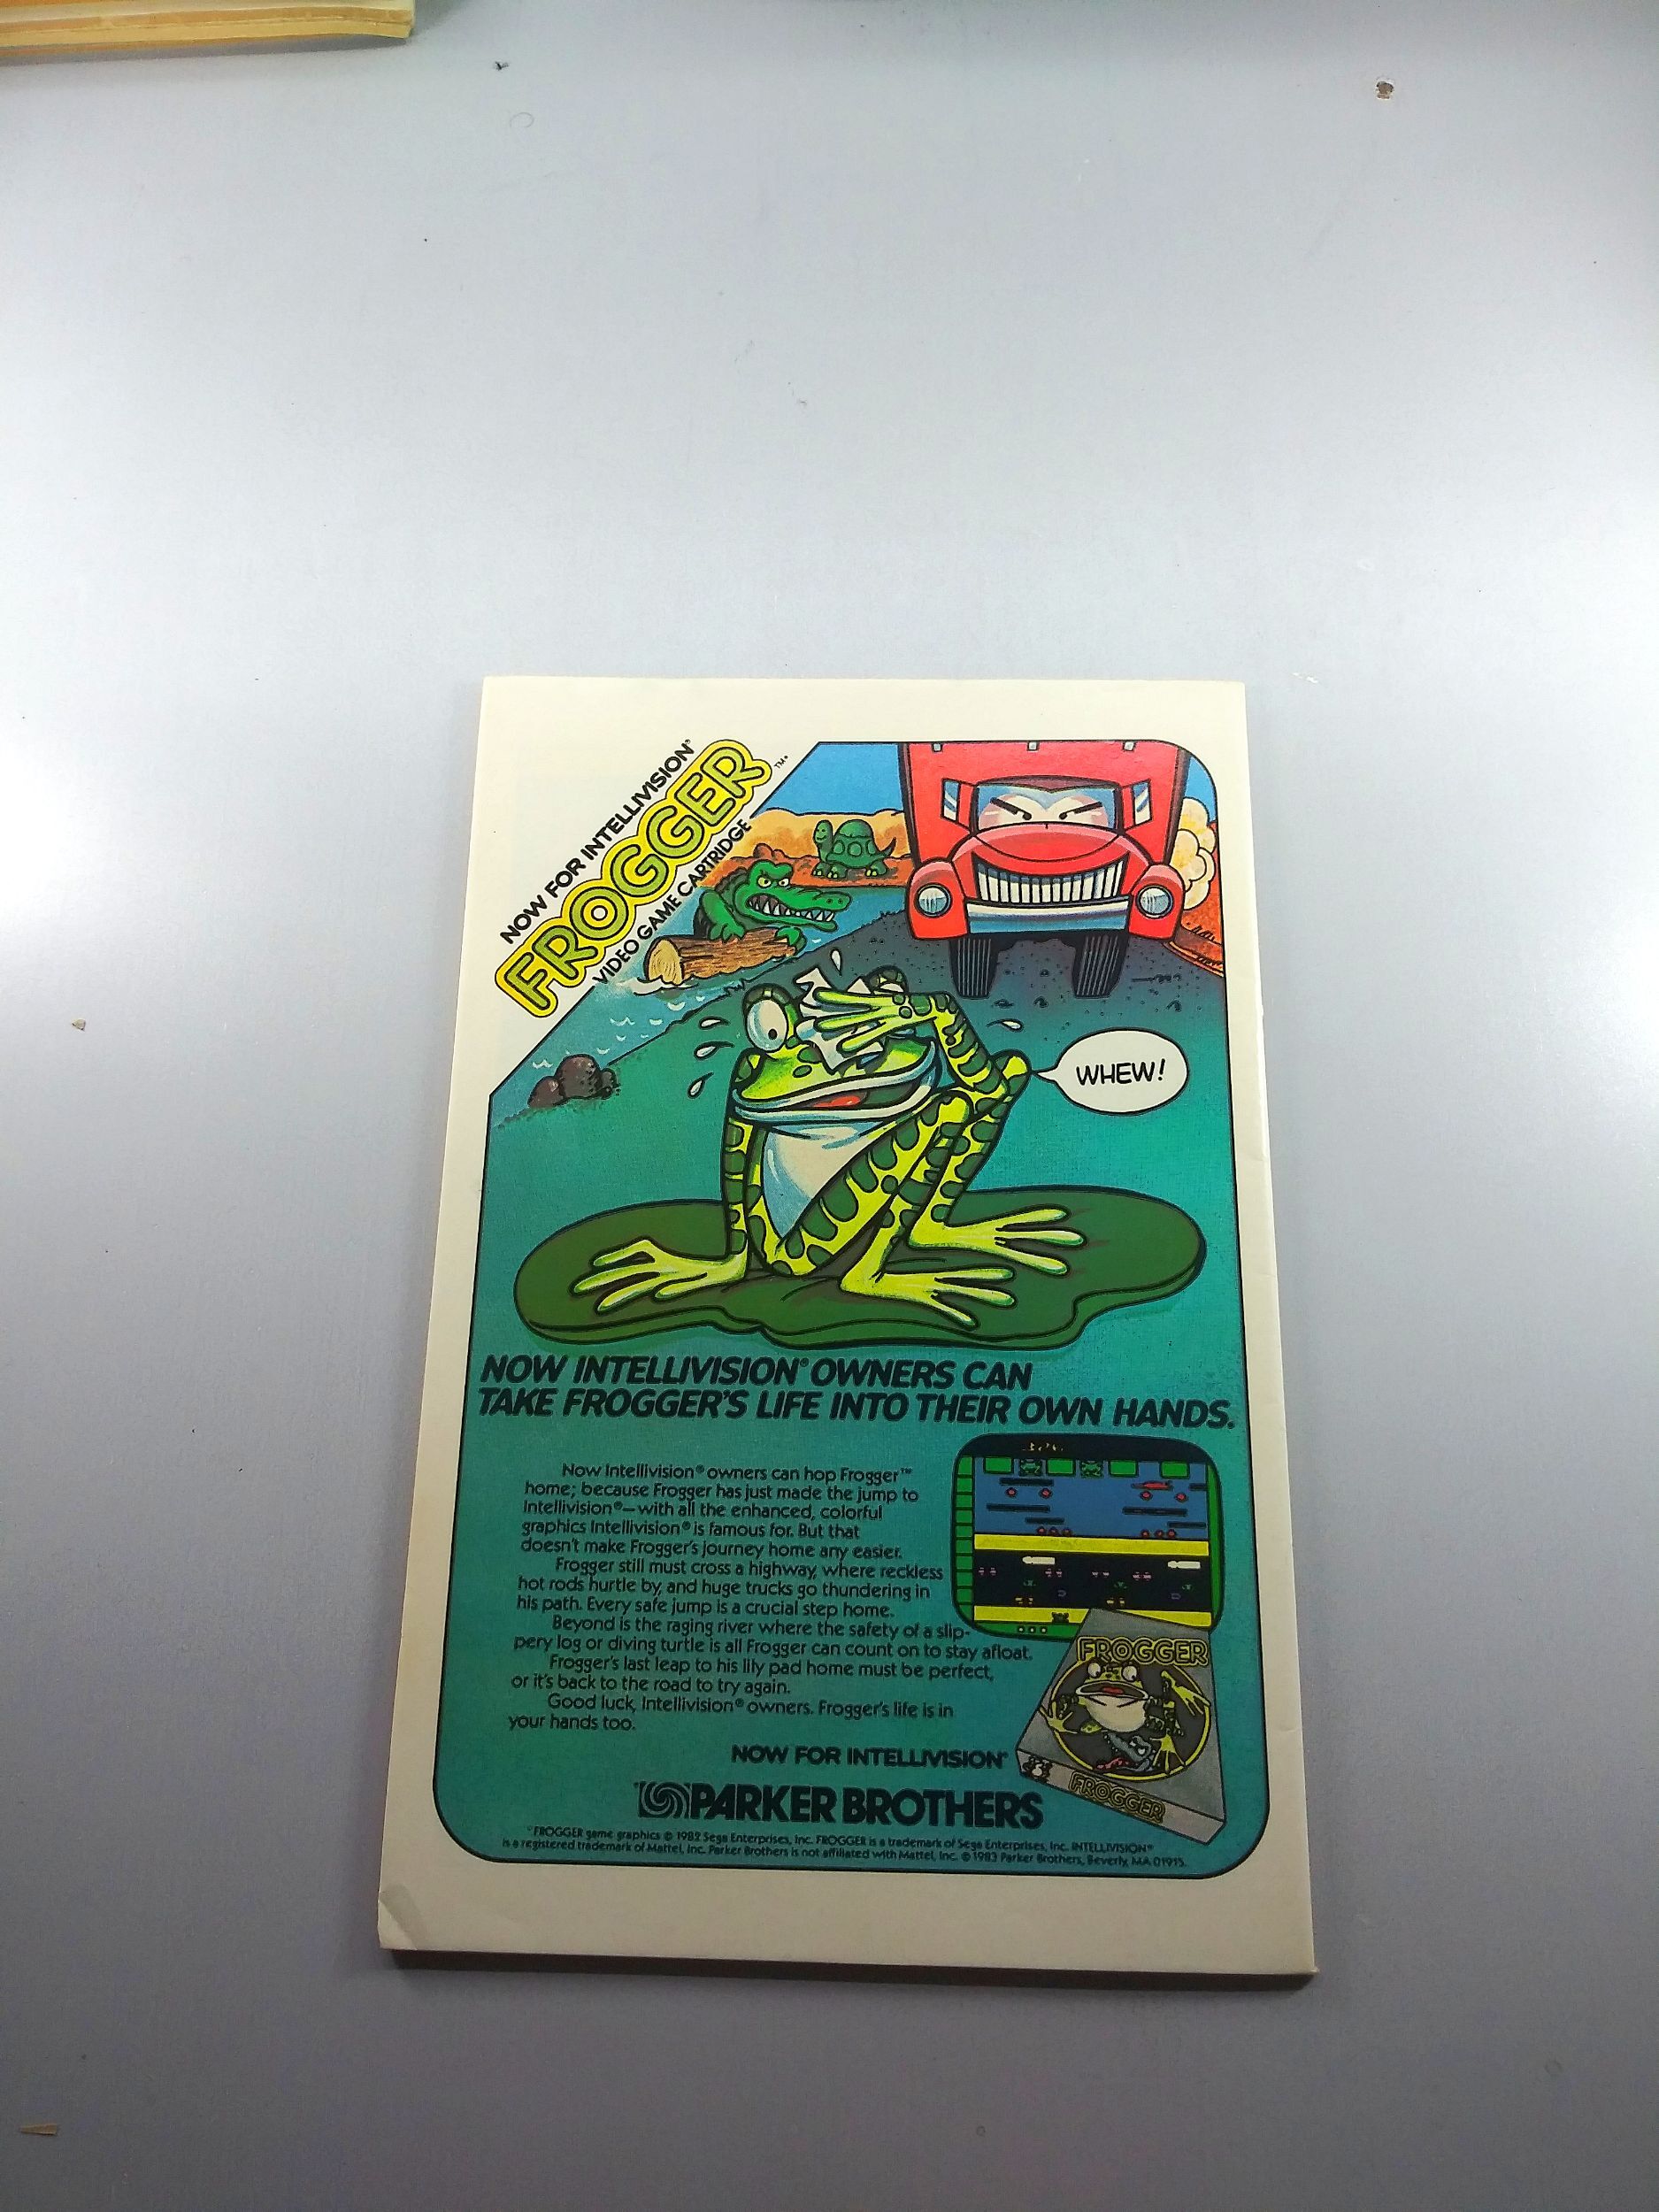 NOW FOR INTELLIVISION®
FROGGER™
VIDEO GAME CARTRIDGE
WHEW!
NOW INTELLIVISION® OWNERS CAN
TAKE FROGGER'S LIFE INTO THEIR OWN HANDS.
Now Intellivision® owners can hop Frogger™
home; because Frogger has just made the jump to
Intellivision®—with all the enhanced, colorful
graphics Intellivision® is famous for. But that
doesn't make Frogger's journey home any easier.
Frogger still must cross a highway, where reckless
hot rods hurtle by, and huge trucks go thundering in
his path. Every safe jump is a crucial step home.
Beyond is the raging river where the safety of a slip-
pery log or diving turtle is all Frogger can count on to stay afloat.
Frogger's last leap to his lily pad home must be perfect,
or it's back to the road to try again.
Good luck, Intellivision® owners. Frogger's life is in
your hands too.
FROGGER
FROGGER
NOW FOR INTELLIVISION®
PARKER BROTHERS
FROGGER game graphics © 1982 Sega Enterprises, Inc. FROGGER is a trademark of Sega Enterprises, Inc. INTELLIVISION®
is a registered trademark of Mattel, Inc. Parker Brothers is not affiliated with Mattel, Inc. © 1983 Parker Brothers, Beverly, MA 01915.